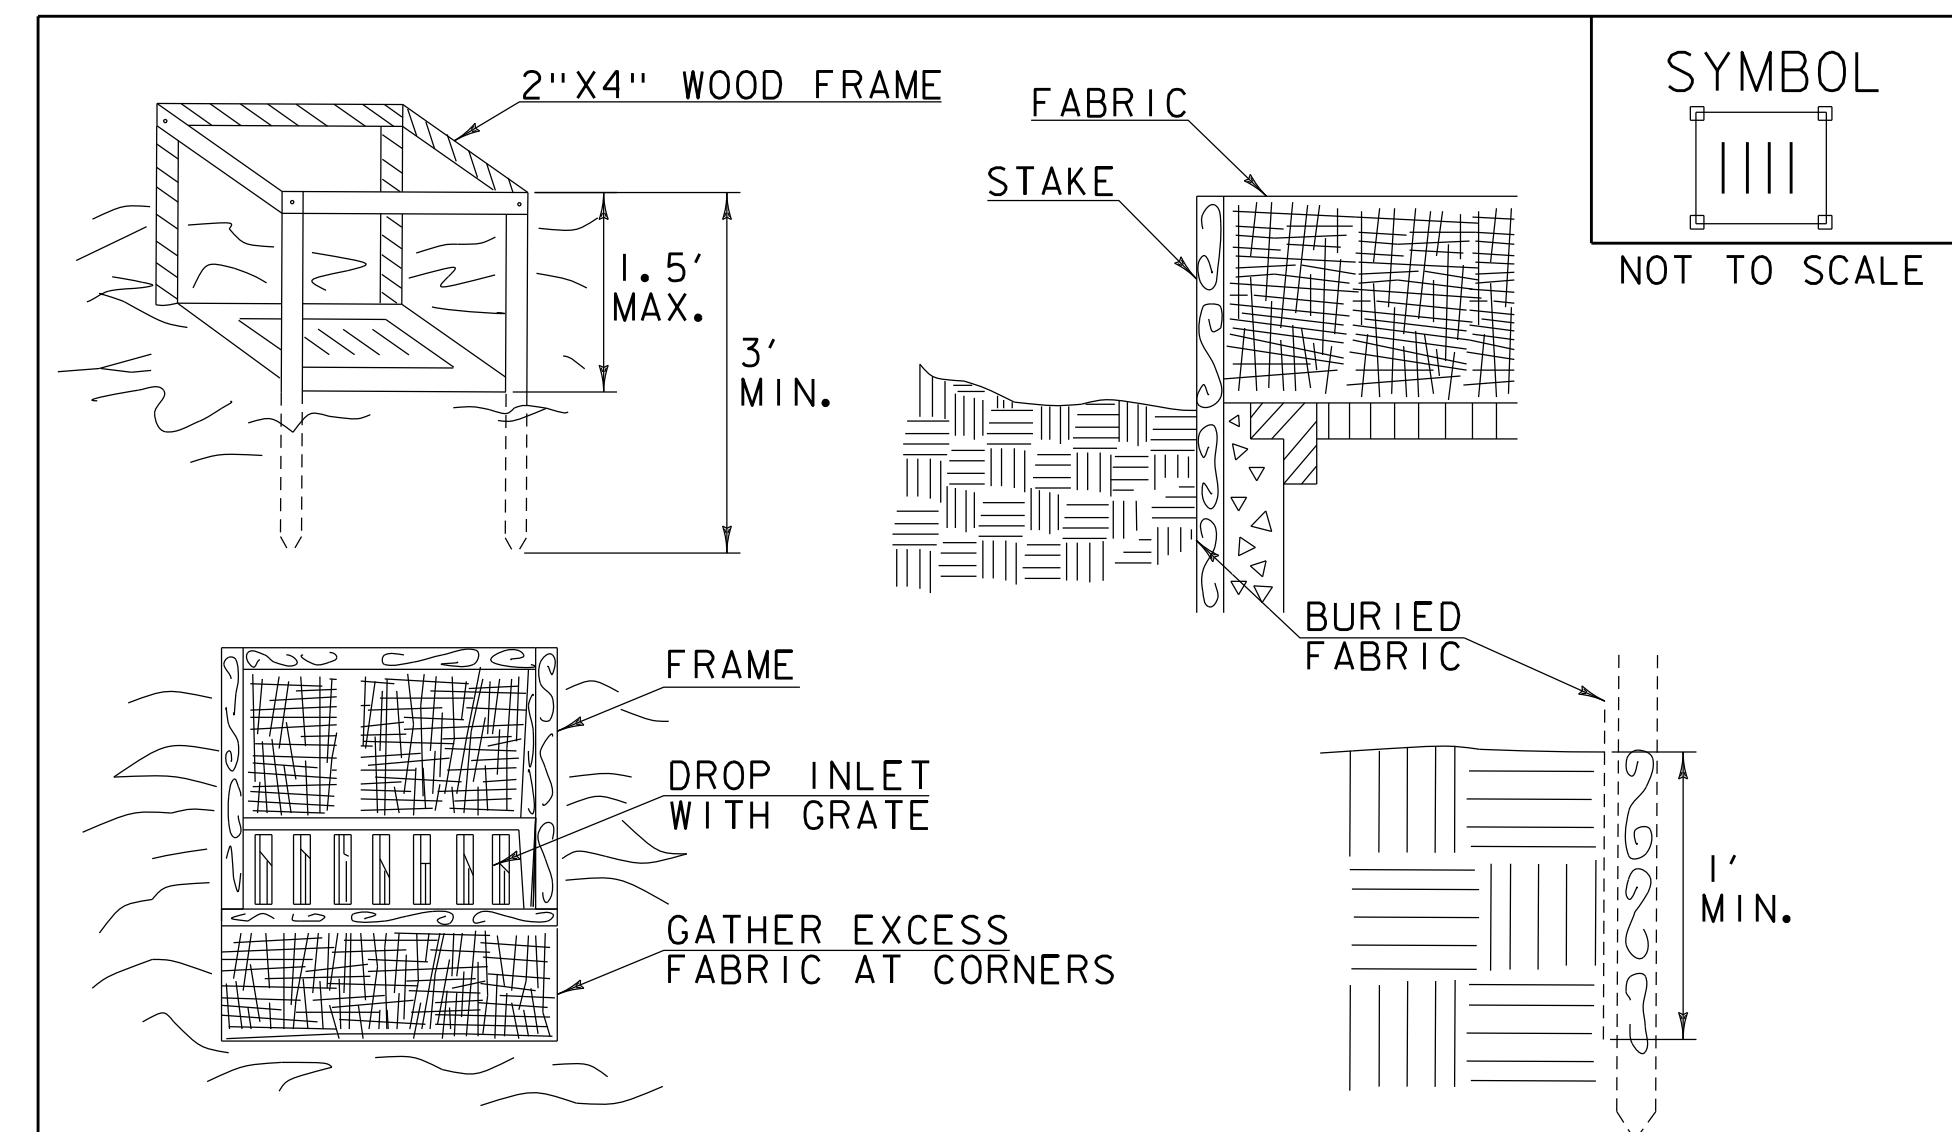 2"X4" WOOD FRAME
FABRIC
STAKE
SYMBOL
NOT TO SCALE
1.5'
MAX.
3'
MIN.
BURIED
FABRIC
FRAME
DROP INLET
WITH GRATE
1'
MIN.
GATHER EXCESS
FABRIC AT CORNERS